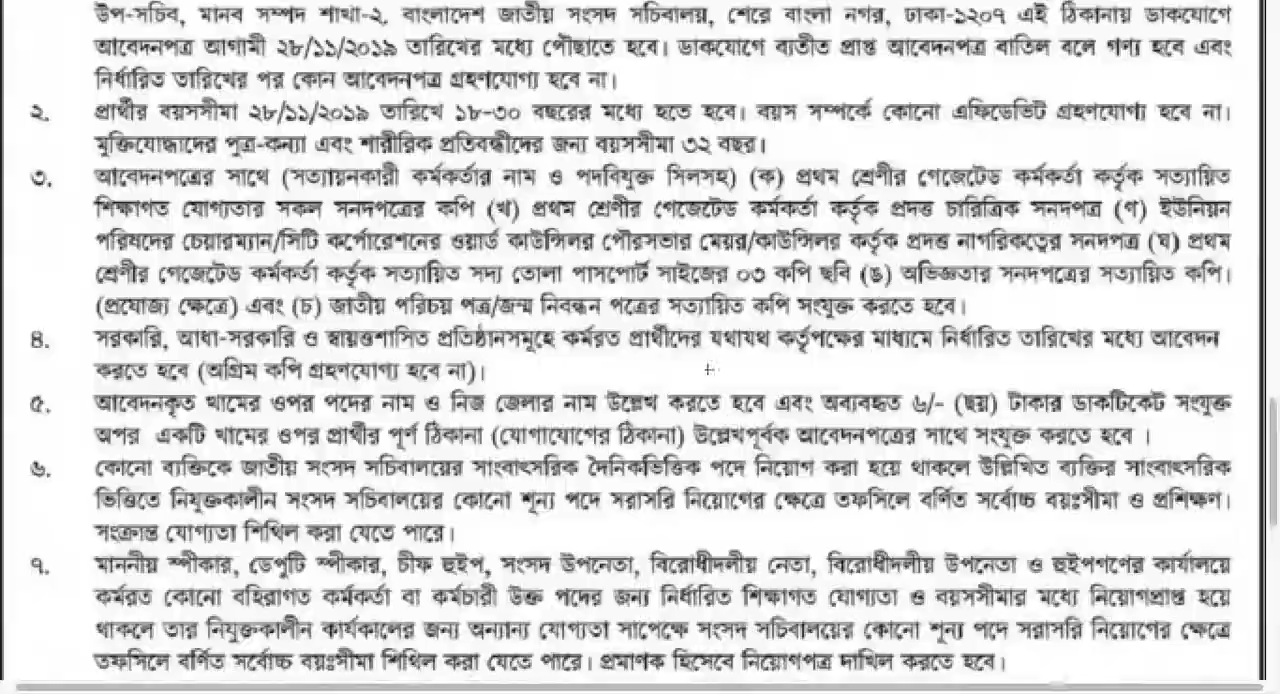 উপ-সচিব, মানব সম্পদ শাখা-২, বাংলাদেশ জাতীয় সংসদ সচিবালয়, শেরে বাংলা নগর, ঢাকা-১২০৭ এই ঠিকানায় ডাকযোগে
আবেদনপত্র আগামী ২৮/১১/২০১৯ তারিখের মধ্যে পৌছাতে হবে। ডাকযোগে ব্যতীত প্রাপ্ত আবেদনপত্র বাতিল বলে গণ্য হবে এবং
নির্ধারিত তারিখের পর কোন আবেদনপত্র গ্রহণযোগ্য হবে না।
২. প্রার্থীর বয়সসীমা ২৮/১১/২০১৯ তারিখে ১৮-৩০ বছরের মধ্যে হতে হবে। বয়স সম্পর্কে কোনো এফিডেভিট গ্রহণযোগ্য হবে না।
মুক্তিযোদ্ধাদের পুত্র-কন্যা এবং শারীরিক প্রতিবন্ধীদের জন্য বয়সসীমা ৩২ বছর।
৩. আবেদনপত্রের সাথে (সত্যায়নকারী কর্মকর্তার নাম ও পদবিযুক্ত সিলসহ) (ক) প্রথম শ্রেণীর গেজেটেড কর্মকর্তা কর্তৃক সত্যায়িত
শিক্ষাগত যোগ্যতার সকল সনদপত্রের কপি (খ) প্রথম শ্রেণীর গেজেটেড কর্মকর্তা কর্তৃক প্রদত্ত চারিত্রিক সনদপত্র (গ) ইউনিয়ন
পরিষদের চেয়ারম্যান/সিটি কর্পোরেশনের ওয়ার্ড কাউন্সিলর পৌরসভার মেয়র/কাউন্সিলর কর্তৃক প্রদত্ত নাগরিকত্বের সনদপত্র (ঘ) প্রথম
শ্রেণীর গেজেটেড কর্মকর্তা কর্তৃক সত্যায়িত সদ্য তোলা পাসপোর্ট সাইজের ০৩ কপি ছবি (ঙ) অভিজ্ঞতার সনদপত্রের সত্যায়িত কপি।
(প্রযোজ্য ক্ষেত্রে) এবং (চ) জাতীয় পরিচয় পত্র/জন্ম নিবন্ধন পত্রের সত্যায়িত কপি সংযুক্ত করতে হবে।
৪. সরকারি, আধা-সরকারি ও স্বায়ত্তশাসিত প্রতিষ্ঠানসমূহে কর্মরত প্রার্থীদের যথাযথ কর্তৃপক্ষের মাধ্যমে নির্ধারিত তারিখের মধ্যে আবেদন
করতে হবে (অগ্রিম কপি গ্রহণযোগ্য হবে না)।
৫. আবেদনকৃত খামের ওপর পদের নাম ও নিজ জেলার নাম উল্লেখ করতে হবে এবং অব্যবহৃত ৬/- (ছয়) টাকার ডাকটিকেট সংযুক্ত
অপর একটি খামের ওপর প্রার্থীর পূর্ণ ঠিকানা (যোগাযোগের ঠিকানা) উল্লেখপূর্বক আবেদনপত্রের সাথে সংযুক্ত করতে হবে ।
৬. কোনো ব্যক্তিকে জাতীয় সংসদ সচিবালয়ের সাংবাৎসরিক দৈনিকভিত্তিক পদে নিয়োগ করা হয়ে থাকলে উল্লিখিত ব্যক্তির সাংবাৎসরিক
ভিত্তিতে নিযুক্তকালীন সংসদ সচিবালয়ের কোনো শূন্য পদে সরাসরি নিয়োগের ক্ষেত্রে তফসিলে বর্ণিত সর্বোচ্চ বয়ঃসীমা ও প্রশিক্ষণ।
সংক্রান্ত যোগ্যতা শিথিল করা যেতে পারে।
৭. মাননীয় স্পীকার, ডেপুটি স্পীকার, চীফ হুইপ, সংসদ উপনেতা, বিরোধীদলীয় নেতা, বিরোধীদলীয় উপনেতা ও হুইপগণের কার্যালয়ে
কর্মরত কোনো বহিরাগত কর্মকর্তা বা কর্মচারী উক্ত পদের জন্য নির্ধারিত শিক্ষাগত যোগ্যতা ও বয়সসীমার মধ্যে নিয়োগপ্রাপ্ত হয়ে
থাকলে তার নিযুক্তকালীন কার্যকালের জন্য অন্যান্য যোগ্যতা সাপেক্ষে সংসদ সচিবালয়ের কোনো শূন্য পদে সরাসরি নিয়োগের ক্ষেত্রে
তফসিলে বর্ণিত সর্বোচ্চ বয়ঃসীমা শিথিল করা যেতে পারে। প্রমাণক হিসেবে নিয়োগপত্র দাখিল করতে হবে।